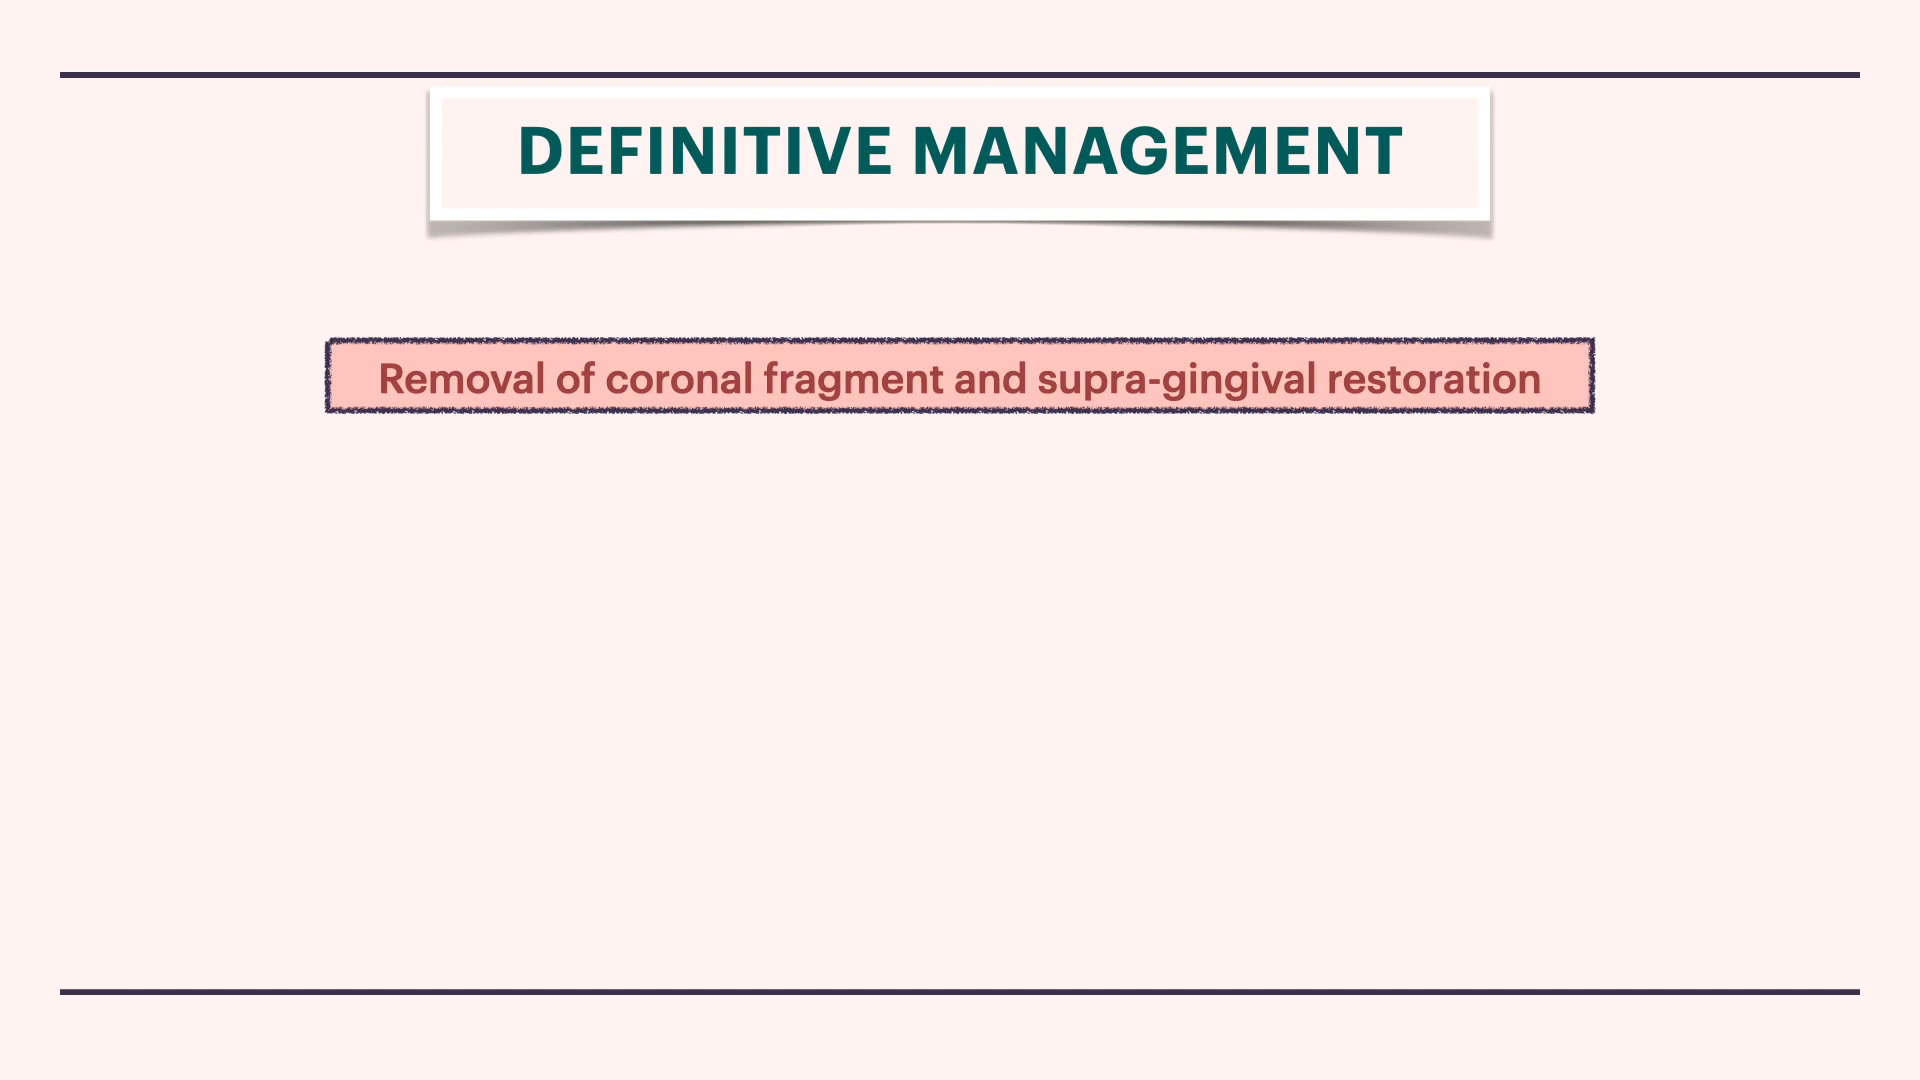 DEFINITIVE MANAGEMENT
Removal of coronal fragment and supra-gingival restoration